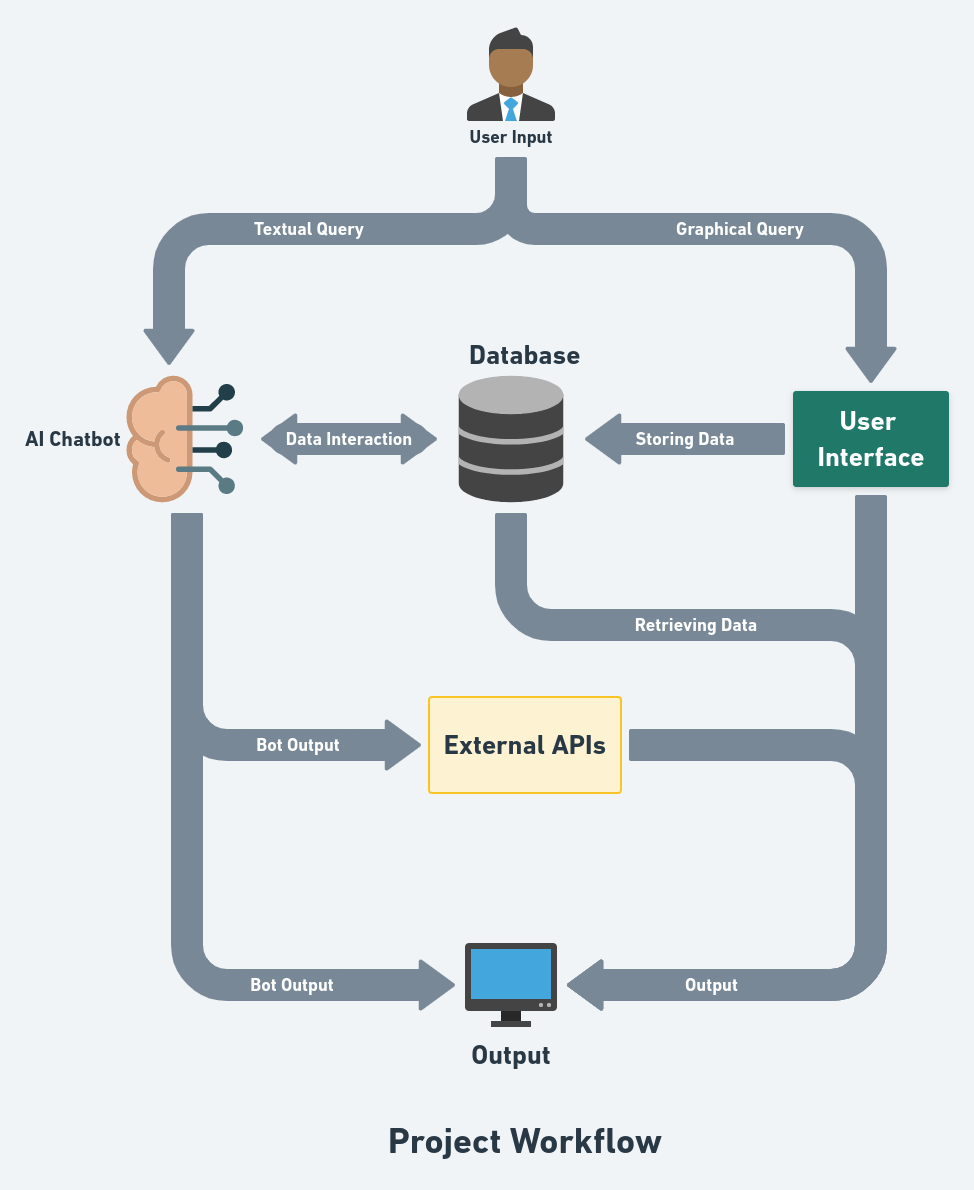 User Input
Textual Query
Graphical Query
Database
AI Chatbot
Data Interaction
Storing Data
User
Interface
Retrieving Data
Bot Output
External APIs
Bot Output
Output
Output
Project Workflow